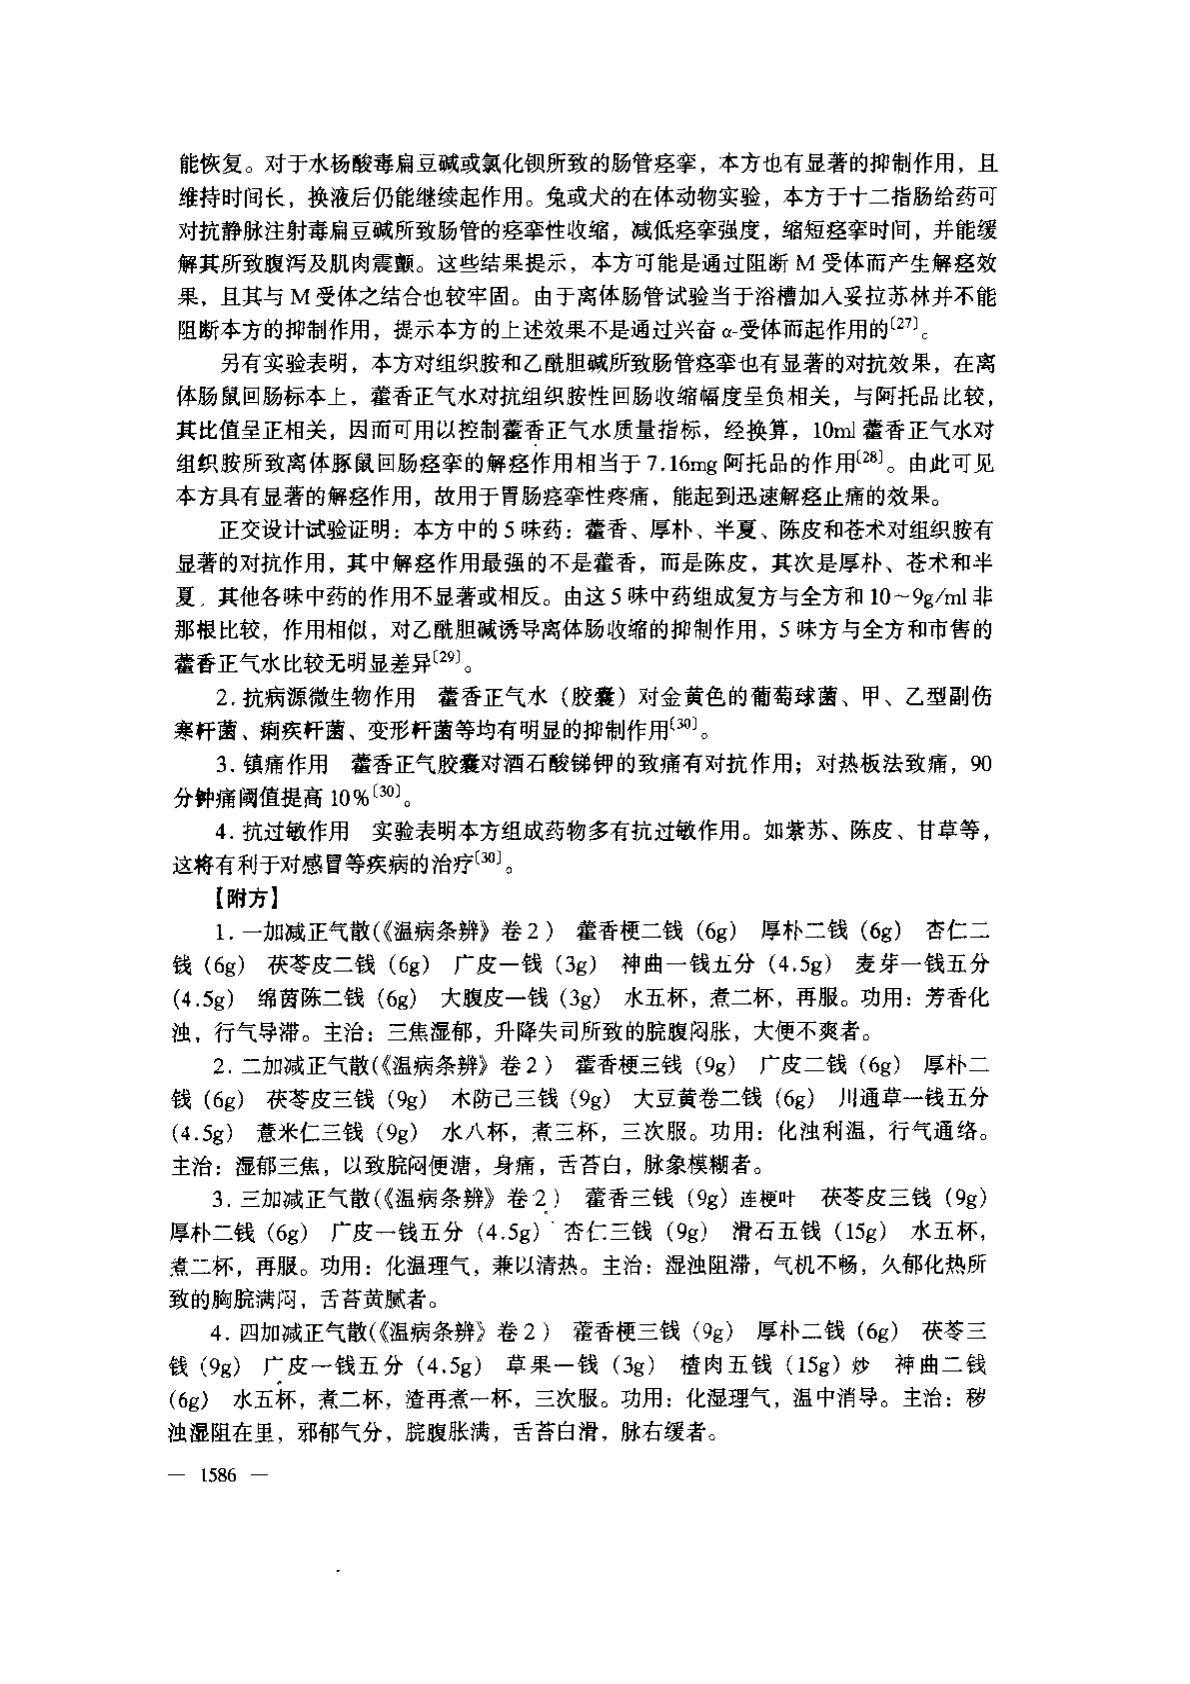 能恢复。对于水杨酸毒扁豆碱或氯化钡所致的肠管痉挛，本方也有显著的抑制作用，且
维持时间长，换液后仍能继续起作用。兔或犬的在体动物实验，本方于十二指肠给药可
对抗静脉注射毒扁豆碱所致肠管的痉挛性收缩，减低痉挛强度，缩短痉挛时间，并能缓
解其所致腹泻及肌肉震颤。这些结果提示，本方可能是通过阻断 M 受体而产生解痉效
果，且其与 M 受体之结合也较牢固。由于离体肠管试验当于浴槽加入妥拉苏林并不能
阻断本方的抑制作用，提示本方的上述效果不是通过兴奋 α-受体而起作用的〔27〕。
另有实验表明，本方对组织胺和乙酰胆碱所致肠管痉挛也有显著的对抗效果，在离
体肠鼠回肠标本上，藿香正气水对抗组织胺性回肠收缩幅度呈负相关，与阿托品比较，
其比值呈正相关，因而可用以控制藿香正气水质量指标，经换算，10ml 藿香正气水对
组织胺所致离体豚鼠回肠痉挛的解痉作用相当于 7.16mg 阿托品的作用〔28〕。由此可见
本方具有显著的解痉作用，故用于胃肠痉挛性疼痛，能起到迅速解痉止痛的效果。
正交设计试验证明：本方中的 5 味药：藿香、厚朴、半夏、陈皮和苍术对组织胺有
显著的对抗作用，其中解痉作用最强的不是藿香，而是陈皮，其次是厚朴、苍术和半
夏．其他各味中药的作用不显著或相反。由这 5 味中药组成复方与全方和 10～9g/ml 非
那根比较，作用相似，对乙酰胆碱诱导离体肠收缩的抑制作用，5 味方与全方和市售的
藿香正气水比较无明显差异〔29〕。
2. 抗病源微生物作用　藿香正气水（胶囊）对金黄色的葡萄球菌、甲、乙型副伤
寒杆菌、痢疾杆菌、变形杆菌等均有明显的抑制作用〔30〕。
3. 镇痛作用　藿香正气胶囊对酒石酸锑钾的致痛有对抗作用；对热板法致痛，90
分钟痛阈值提高 10%〔30〕。
4. 抗过敏作用　实验表明本方组成药物多有抗过敏作用。如紫苏、陈皮、甘草等，
这将有利于对感冒等疾病的治疗〔30〕。
【附方】
1. 一加减正气散(《温病条辨》卷 2 )　藿香梗二钱（6g）　厚朴二钱（6g）　杏仁二
钱（6g）　茯苓皮二钱（6g）　广皮一钱（3g）　神曲一钱五分（4.5g）　麦芽一钱五分
（4.5g）　绵茵陈二钱（6g）　大腹皮一钱（3g）　水五杯，煮二杯，再服。功用：芳香化
浊，行气导滞。主治：三焦湿郁，升降失司所致的脘腹闷胀，大便不爽者。
2. 二加减正气散(《温病条辨》卷 2 )　藿香梗三钱（9g）　广皮二钱（6g）　厚朴二
钱（6g）　茯苓皮三钱（9g）　木防己三钱（9g）　大豆黄卷二钱（6g）　川通草一钱五分
（4.5g）　薏米仁三钱（9g）　水八杯，煮三杯，三次服。功用：化浊利温，行气通络。
主治：湿郁三焦，以致脘闷便溏，身痛，舌苔白，脉象模糊者。
3. 三加减正气散(《温病条辨》卷 2 )　藿香三钱（9g）连梗叶　茯苓皮三钱（9g）
厚朴二钱（6g）　广皮一钱五分（4.5g）　杏仁三钱（9g）　滑石五钱（15g）　水五杯，
煮二杯，再服。功用：化温理气，兼以清热。主治：湿浊阻滞，气机不畅，久郁化热所
致的胸脘满闷，舌苔黄腻者。
4. 四加减正气散(《温病条辨》卷 2 )　藿香梗三钱（9g）　厚朴二钱（6g）　茯苓三
钱（9g）　广皮一钱五分（4.5g）　草果一钱（3g）　楂肉五钱（15g）炒　神曲二钱
（6g）　水五杯，煮二杯，渣再煮一杯，三次服。功用：化湿理气，温中消导。主治：秽
浊湿阻在里，邪郁气分，脘腹胀满，舌苔白滑，脉右缓者。
— 1586 —